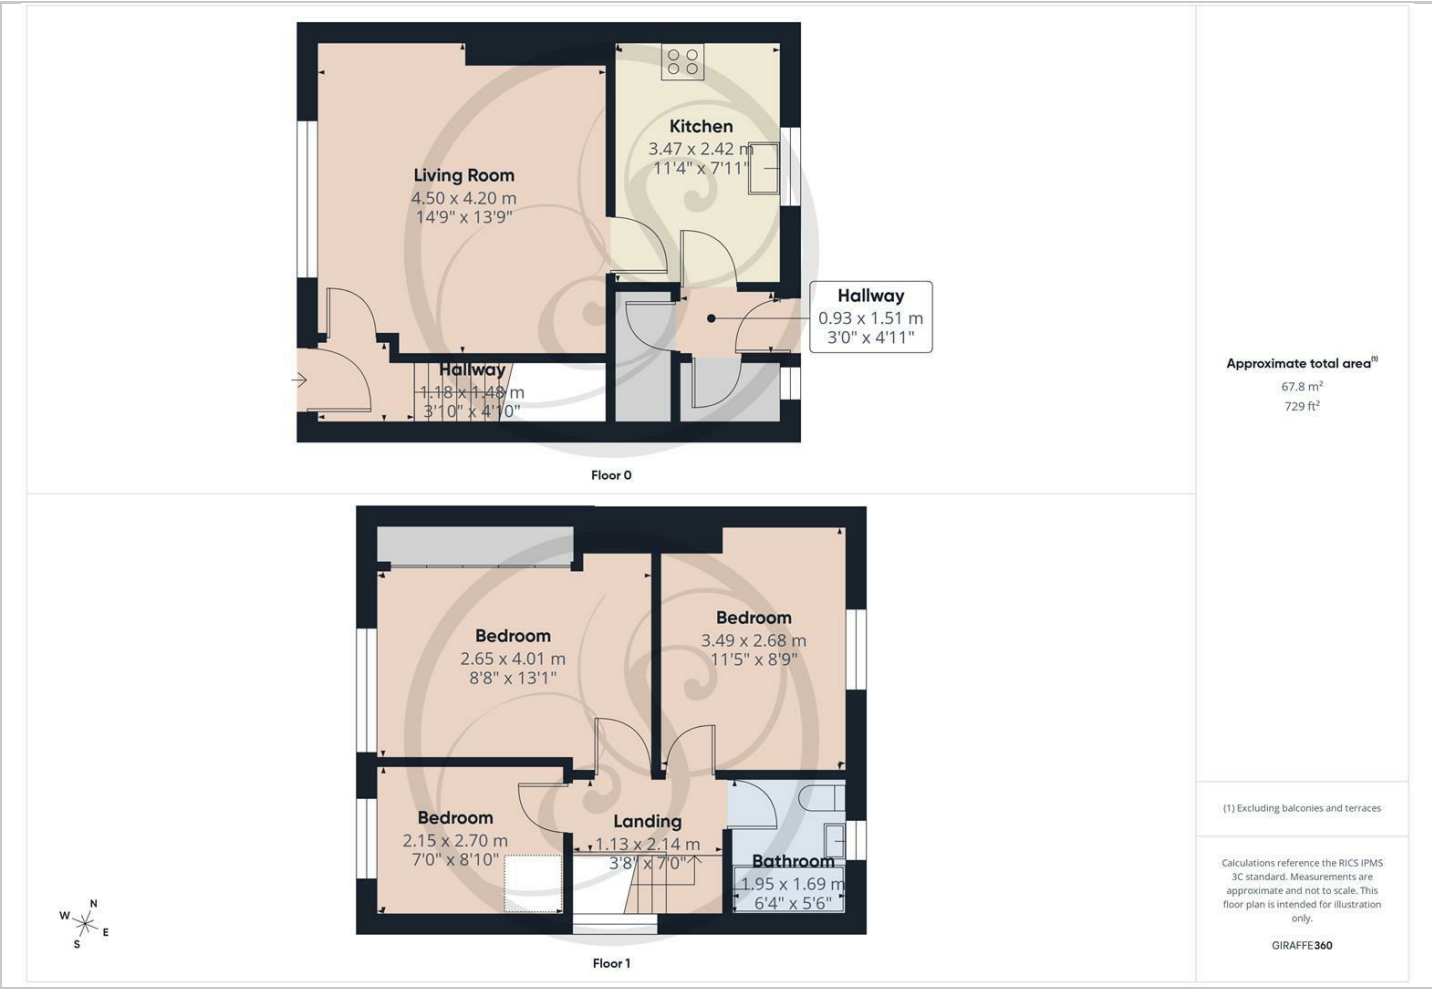 Living Room
4.50 x 4.20 m
14'9" x 13'9"
Kitchen
3.47 x 2.42 m
11'4" x 7'11"
Hallway
0.93 x 1.51 m
3'0" x 4'11"
Hallway
1.18 x 1.48 m
3'10" x 4'10"
Floor 0
Bedroom
2.65 x 4.01 m
8'8" x 13'1"
Bedroom
3.49 x 2.68 m
11'5" x 8'9"
Bedroom
2.15 x 2.70 m
7'0" x 8'10"
Landing
1.13 x 2.14 m
3'8" x 7'0"
Bathroom
1.95 x 1.69 m
6'4" x 5'6"
Floor 1
N
W
E
S
Approximate total area(1)
67.8 m²
729 ft²
(1) Excluding balconies and terraces
Calculations reference the RICS IPMS
3C standard. Measurements are
approximate and not to scale. This
floor plan is intended for illustration
only.
GIRAFFE360